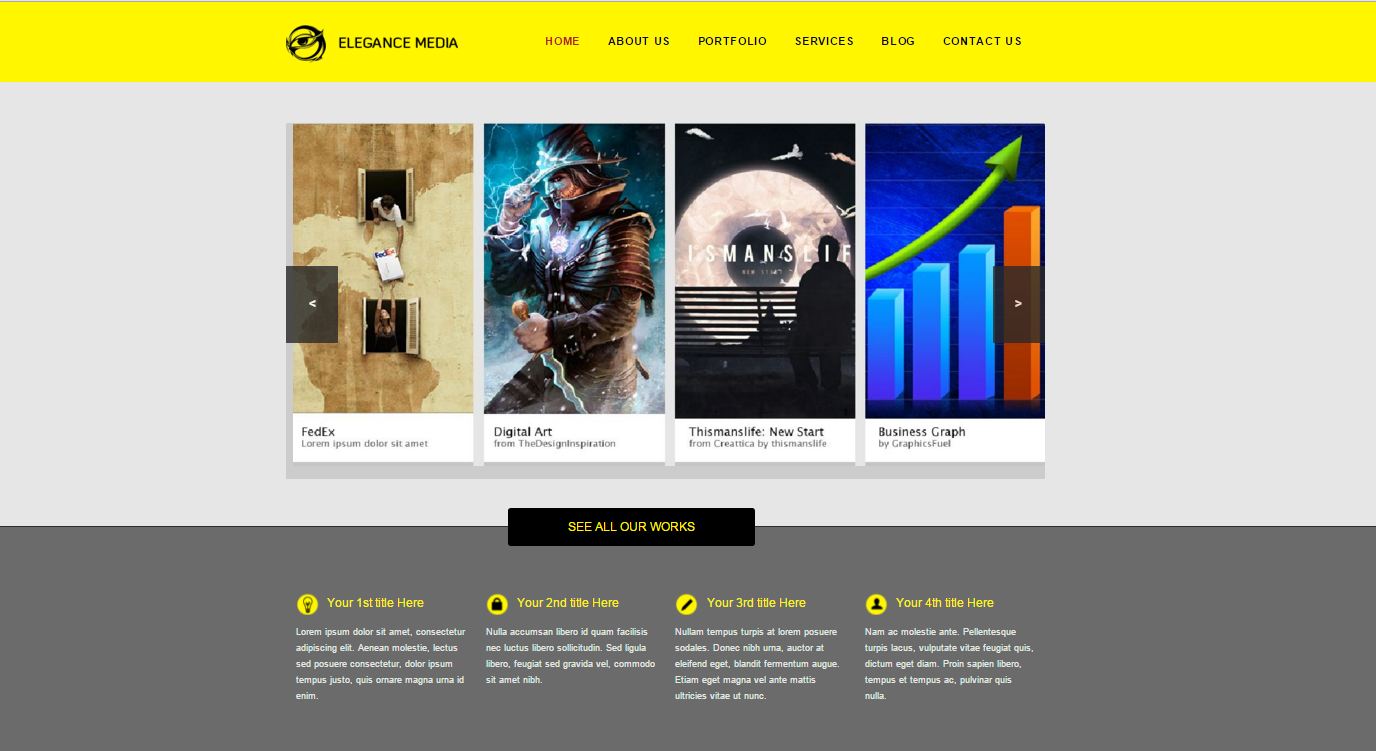 ELEGANCE MEDIA
HOME ABOUT US PORTFOLIO SERVICES BLOG CONTACT US
FedEx
ISMANSLIF
NEW START
<
>
FedEx
Lorem ipsum dolor sit amet
Digital Art
from TheDesignInspiration
Thismanslife: New Start
from Creattica by thismanslife
Business Graph
by GraphicsFuel
SEE ALL OUR WORKS
Your 1st title Here
Lorem ipsum dolor sit amet, consectetur
adipiscing elit. Aenean molestie, lectus
sed posuere consectetur, dolor ipsum
tempus justo, quis ornare magna urna id
enim.
Your 2nd title Here
Nulla accumsan libero id quam facilisis
nec luctus libero sollicitudin. Sed ligula
libero, feugiat sed gravida vel, commodo
sit amet nibh.
Your 3rd title Here
Nullam tempus turpis at lorem posuere
sodales. Donec nibh urna, auctor at
eleifend eget, blandit fermentum augue.
Etiam eget magna vel ante mattis
ultricies vitae ut nunc.
Your 4th title Here
Nam ac molestie ante. Pellentesque
turpis lacus, vulputate vitae feugiat quis,
dictum eget diam. Proin sapien libero,
tempus et tempus ac, pulvinar quis
nulla.